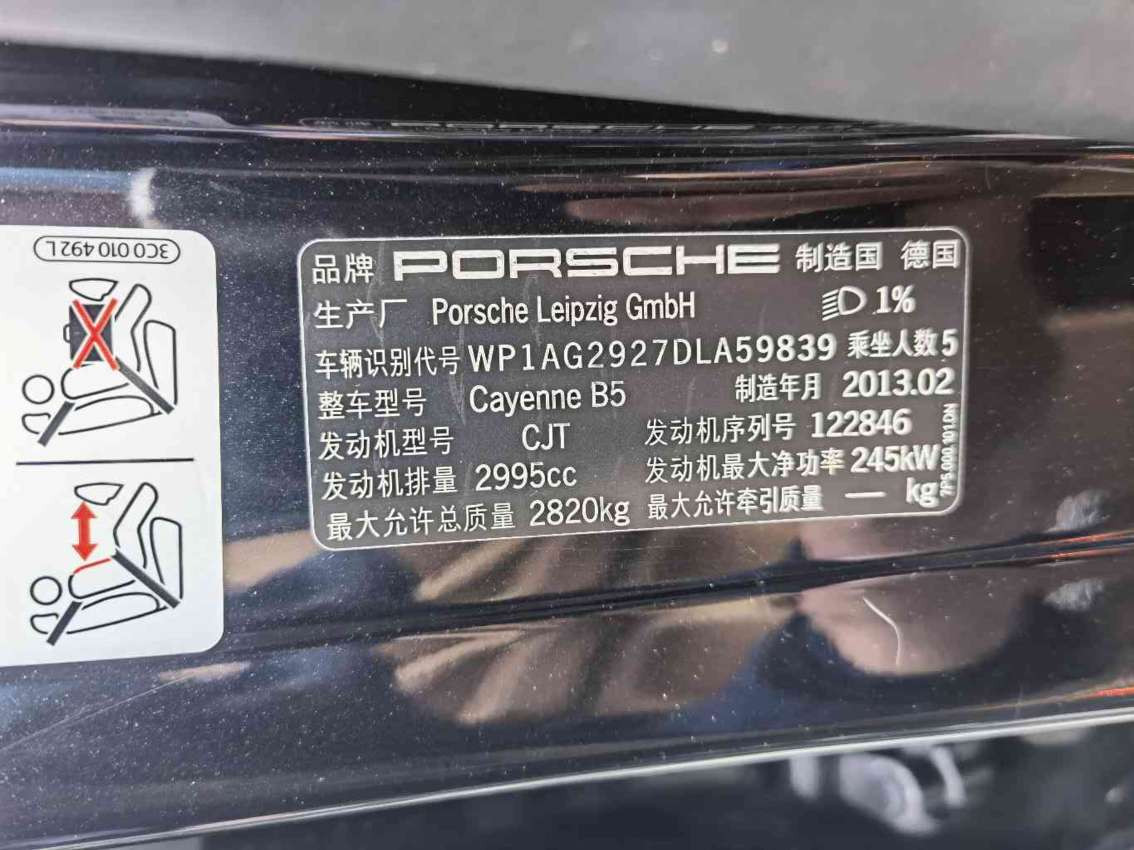 3C0 010 492 L
品牌 PORSCHE 制造国 德国
生产厂 Porsche Leipzig GmbH 1%
车辆识别代号 WP1AG2927DLA59839 乘坐人数 5
整车型号 Cayenne B5 制造年月 2013.02
发动机型号 CJT 发动机序列号 122846
发动机排量 2995cc 发动机最大净功率 245kW
最大允许总质量 2820kg 最大允许牵引质量 — kg